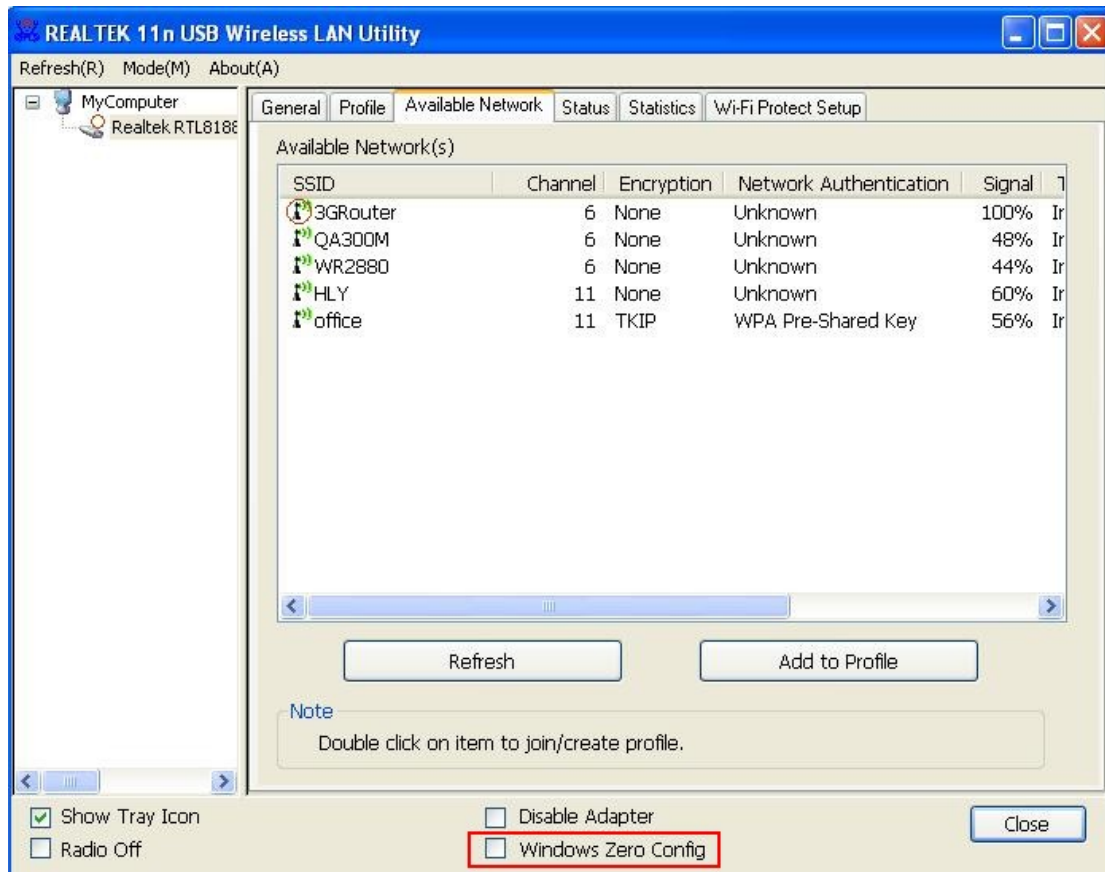 REALTEK 11n USB Wireless LAN Utility
Refresh(R) Mode(M) About(A)
MyComputer
Realtek RTL8188
General Profile Available Network Status Statistics Wi-Fi Protect Setup
Available Network(s)
SSID Channel Encryption Network Authentication Signal
3GRouter 6 None Unknown 100%
QA300M 6 None Unknown 48%
WR2880 6 None Unknown 44%
HLY 11 None Unknown 60%
office 11 TKIP WPA Pre-Shared Key 56%
Refresh Add to Profile
Note
Double click on item to join/create profile.
Show Tray Icon Disable Adapter Close
Radio Off Windows Zero Config